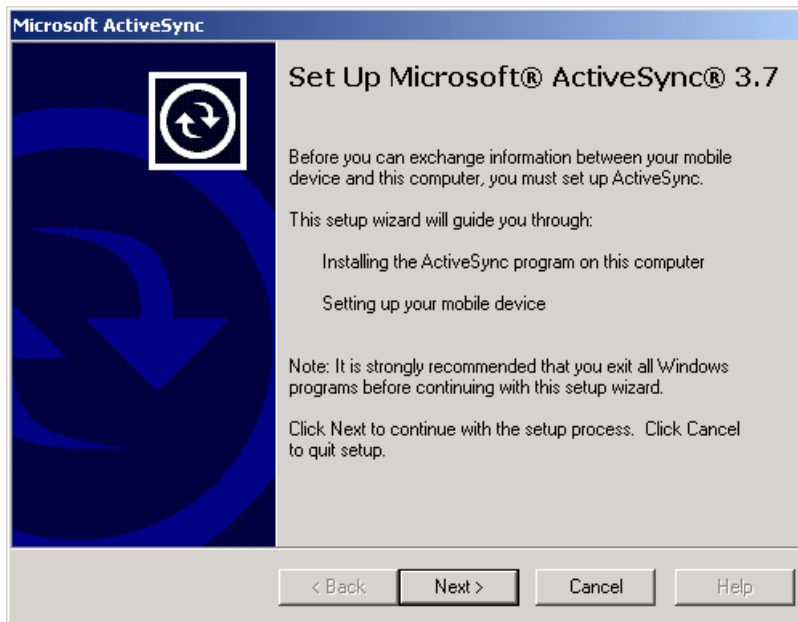 Microsoft ActiveSync
Set Up Microsoft® ActiveSync® 3.7
Before you can exchange information between your mobile
device and this computer, you must set up ActiveSync.
This setup wizard will guide you through:
Installing the ActiveSync program on this computer
Setting up your mobile device
Note: It is strongly recommended that you exit all Windows
programs before continuing with this setup wizard.
Click Next to continue with the setup process.  Click Cancel
to quit setup.
< Back
Next >
Cancel
Help